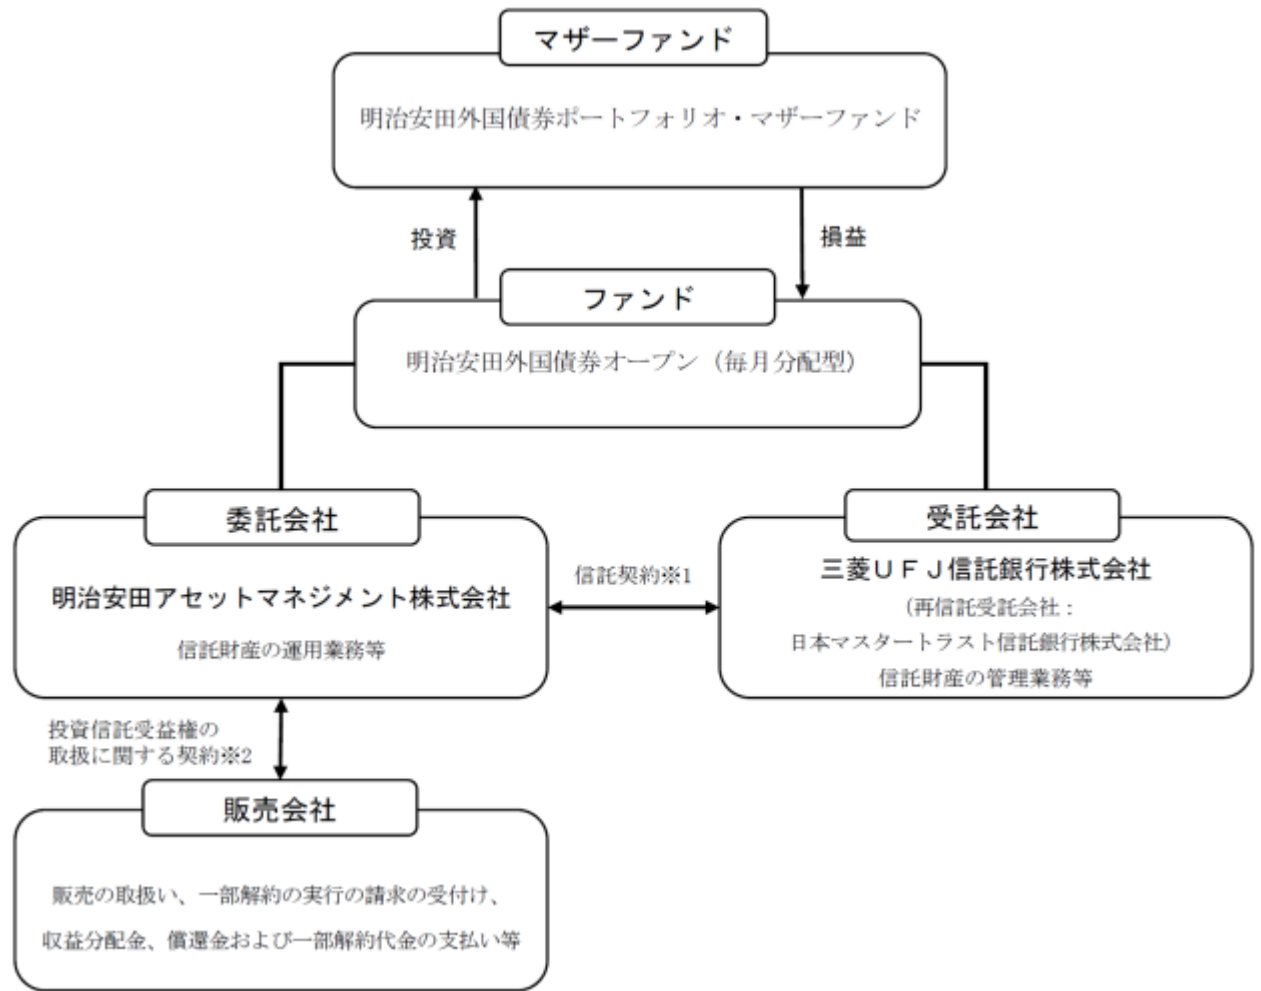 マザーファンド
明治安田外国債券ポートフォリオ・マザーファンド
投資
損益
ファンド
明治安田外国債券オープン（毎月分配型）
委託会社
明治安田アセットマネジメント株式会社
信託財産の運用業務等
信託契約※1
受託会社
三菱ＵＦＪ信託銀行株式会社
（再信託受託会社：
日本マスタートラスト信託銀行株式会社）
信託財産の管理業務等
投資信託受益権の
取扱に関する契約※2
販売会社
販売の取扱い、一部解約の実行の請求の受付け、
収益分配金、償還金および一部解約代金の支払い等